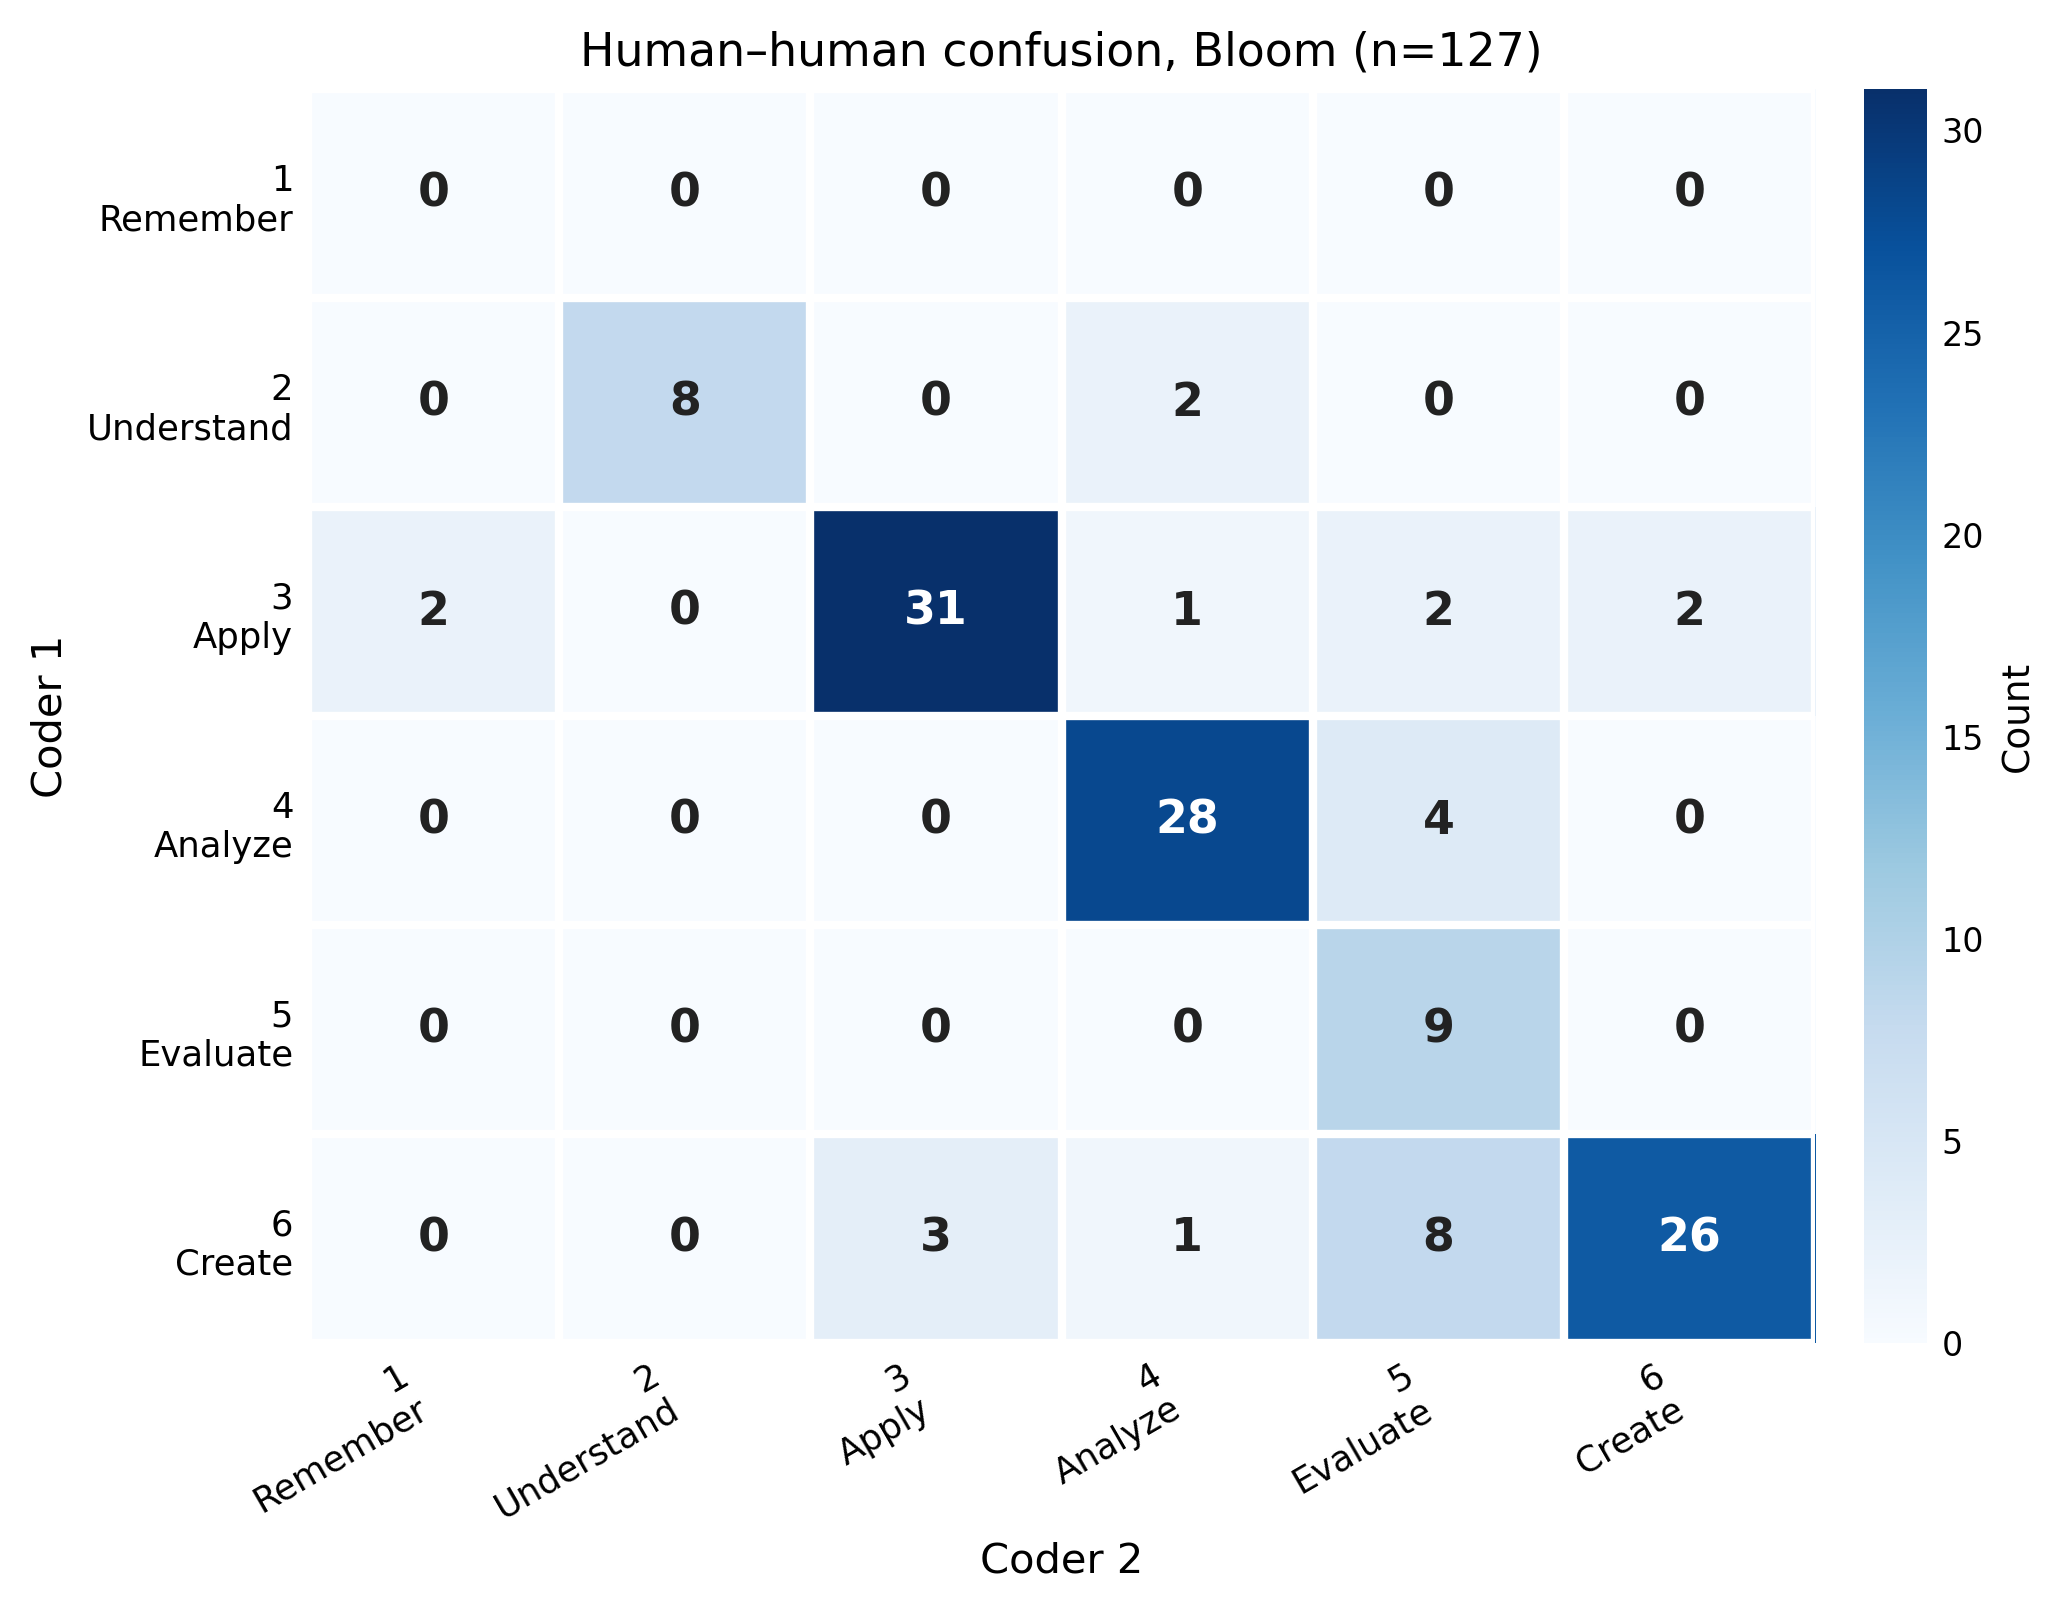 Human–human confusion, Bloom (n=127)
1
Remember
0 0 0 0 0 0
2
Understand
0 8 0 2 0 0
3
Apply
2 0 31 1 2 2
4
Analyze
0 0 0 28 4 0
5
Evaluate
0 0 0 0 9 0
6
Create
0 0 3 1 8 26
Coder 1
1
Remember
2
Understand
3
Apply
4
Analyze
5
Evaluate
6
Create
Coder 2
30
25
20
15
10
5
0
Count